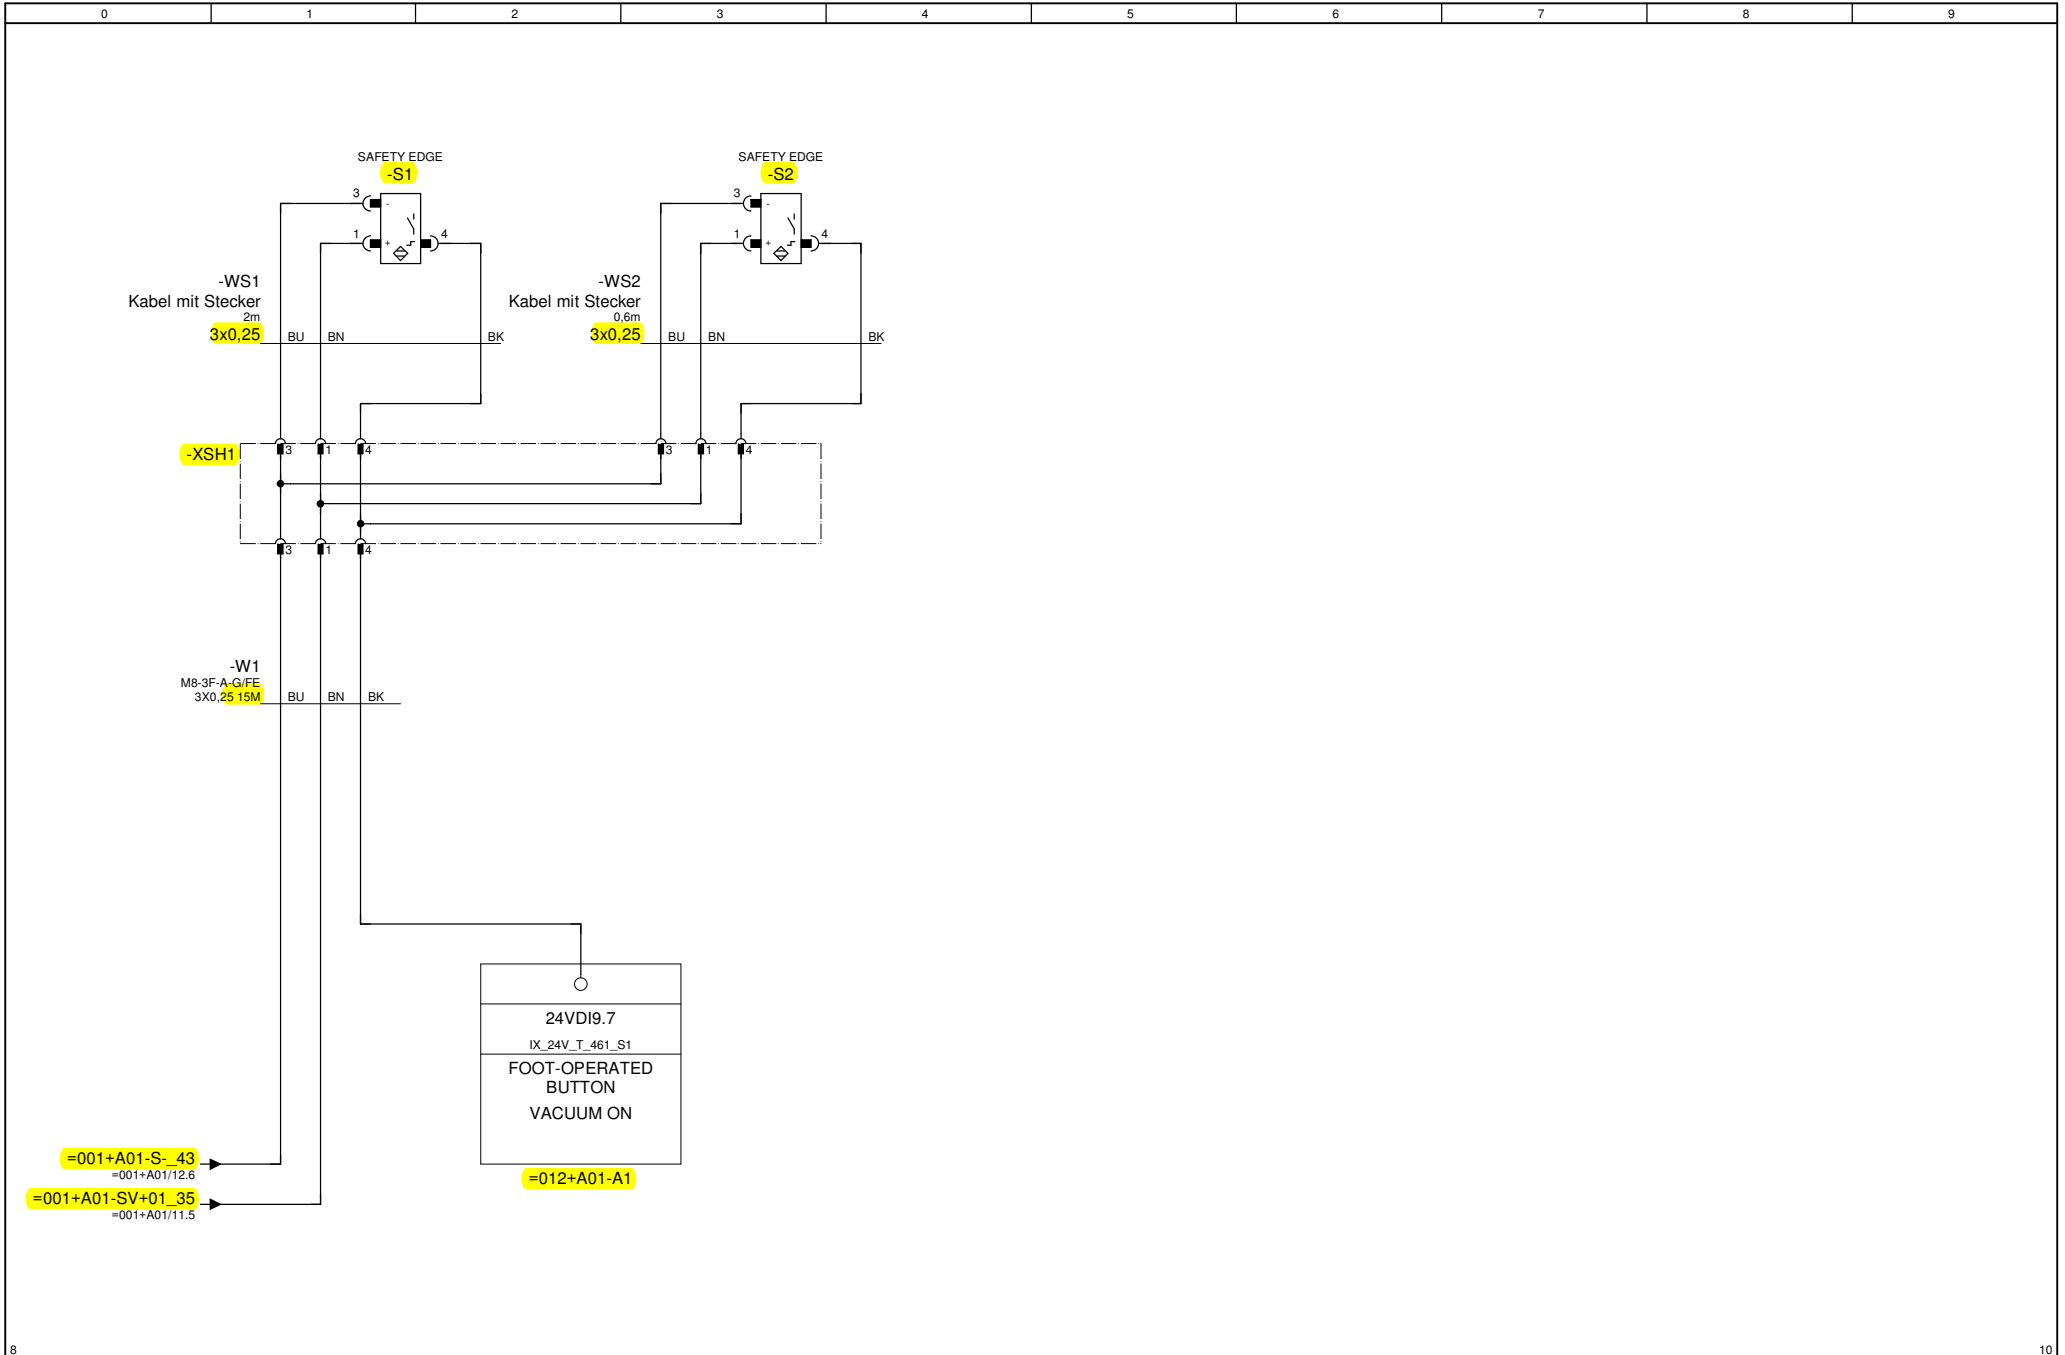 0 1 2 3 4 5 6 7 8 9
SAFETY EDGE
-S1
3
-
1
+
4
SAFETY EDGE
-S2
3
-
1
+
4
-WS1
Kabel mit Stecker
2m
3x0,25
BU BN BK
-WS2
Kabel mit Stecker
0,6m
3x0,25
BU BN BK
-XSH1
3 1 4 3 1 4
3 1 4
-W1
M8-3F-A-G/FE
3X0,25 15M
BU BN BK
24VDI9.7
IX_24V_T_461_S1
FOOT-OPERATED
BUTTON
VACUUM ON
=012+A01-A1
=001+A01-S-_43
=001+A01/12.6
=001+A01-SV+01_35
=001+A01/11.5
8 10